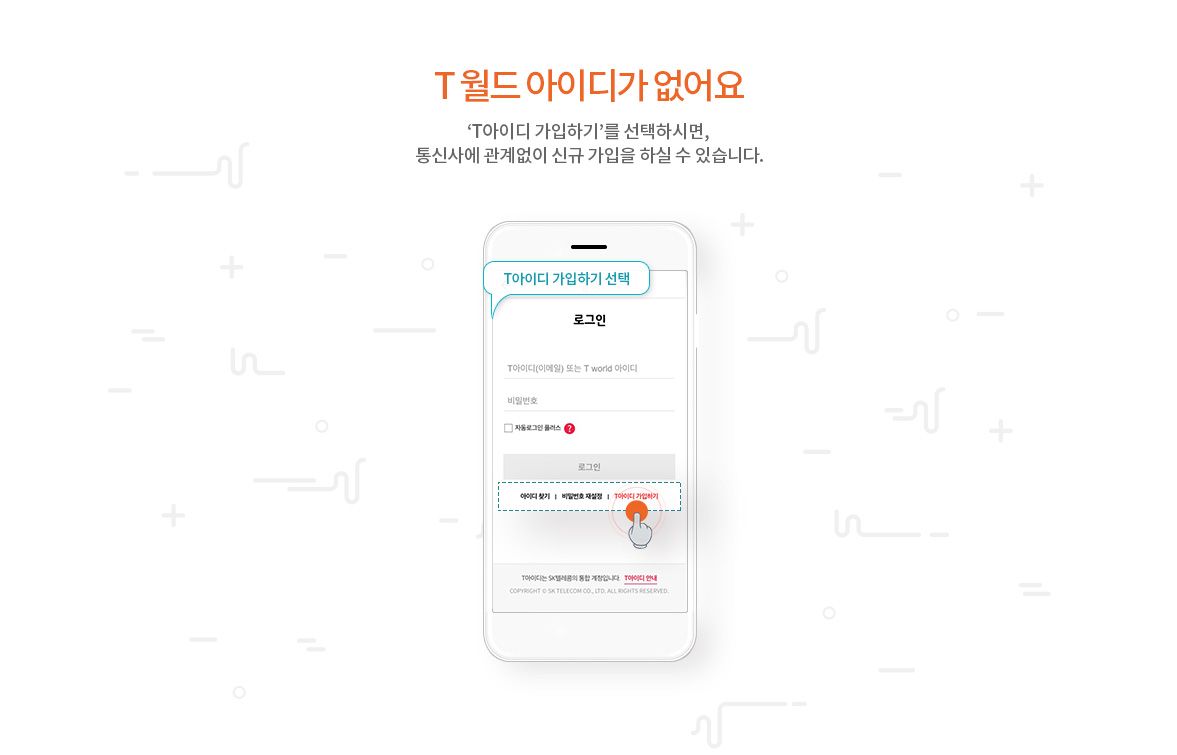 T 월드 아이디가 없어요
‘T아이디 가입하기’를 선택하시면,
통신사에 관계없이 신규 가입을 하실 수 있습니다.
T아이디 가입하기 선택
로그인
T아이디(이메일) 또는 T world 아이디
비밀번호
자동로그인 플러스 ?
로그인
아이디 찾기 | 비밀번호 재설정 | T아이디 가입하기
T아이디는 SK텔레콤의 통합 계정입니다. T아이디 안내
COPYRIGHT © SK TELECOM CO., LTD. ALL RIGHTS RESERVED.